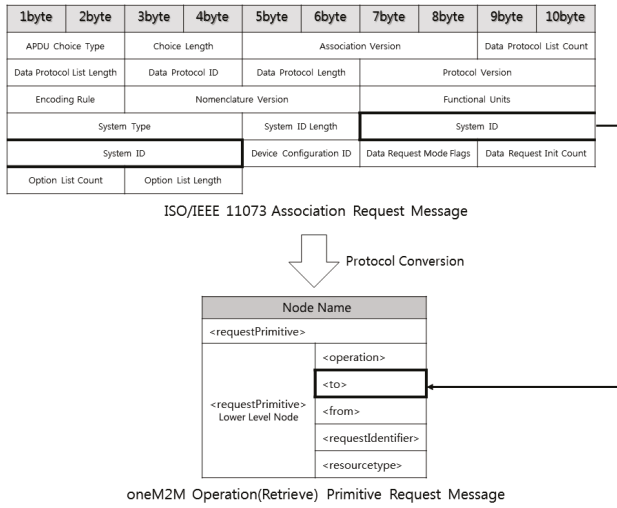 1byte 2byte 3byte 4byte 5byte 6byte 7byte 8byte 9byte 10byte
APDU Choice Type Choice Length Association Version Data Protocol List Count
Data Protocol List Length Data Protocol ID Data Protocol Length Protocol Version
Encoding Rule Nomenclature Version Functional Units
System Type System ID Length System ID
System ID Device Configuration ID Data Request Mode Flags Data Request Init Count
Option List Count Option List Length
ISO/IEEE 11073 Association Request Message
Protocol Conversion
Node Name
<requestPrimitive>
<requestPrimitive>
Lower Level Node
<operation>
<to>
<from>
<requestIdentifier>
<resourcetype>
oneM2M Operation(Retrieve) Primitive Request Message